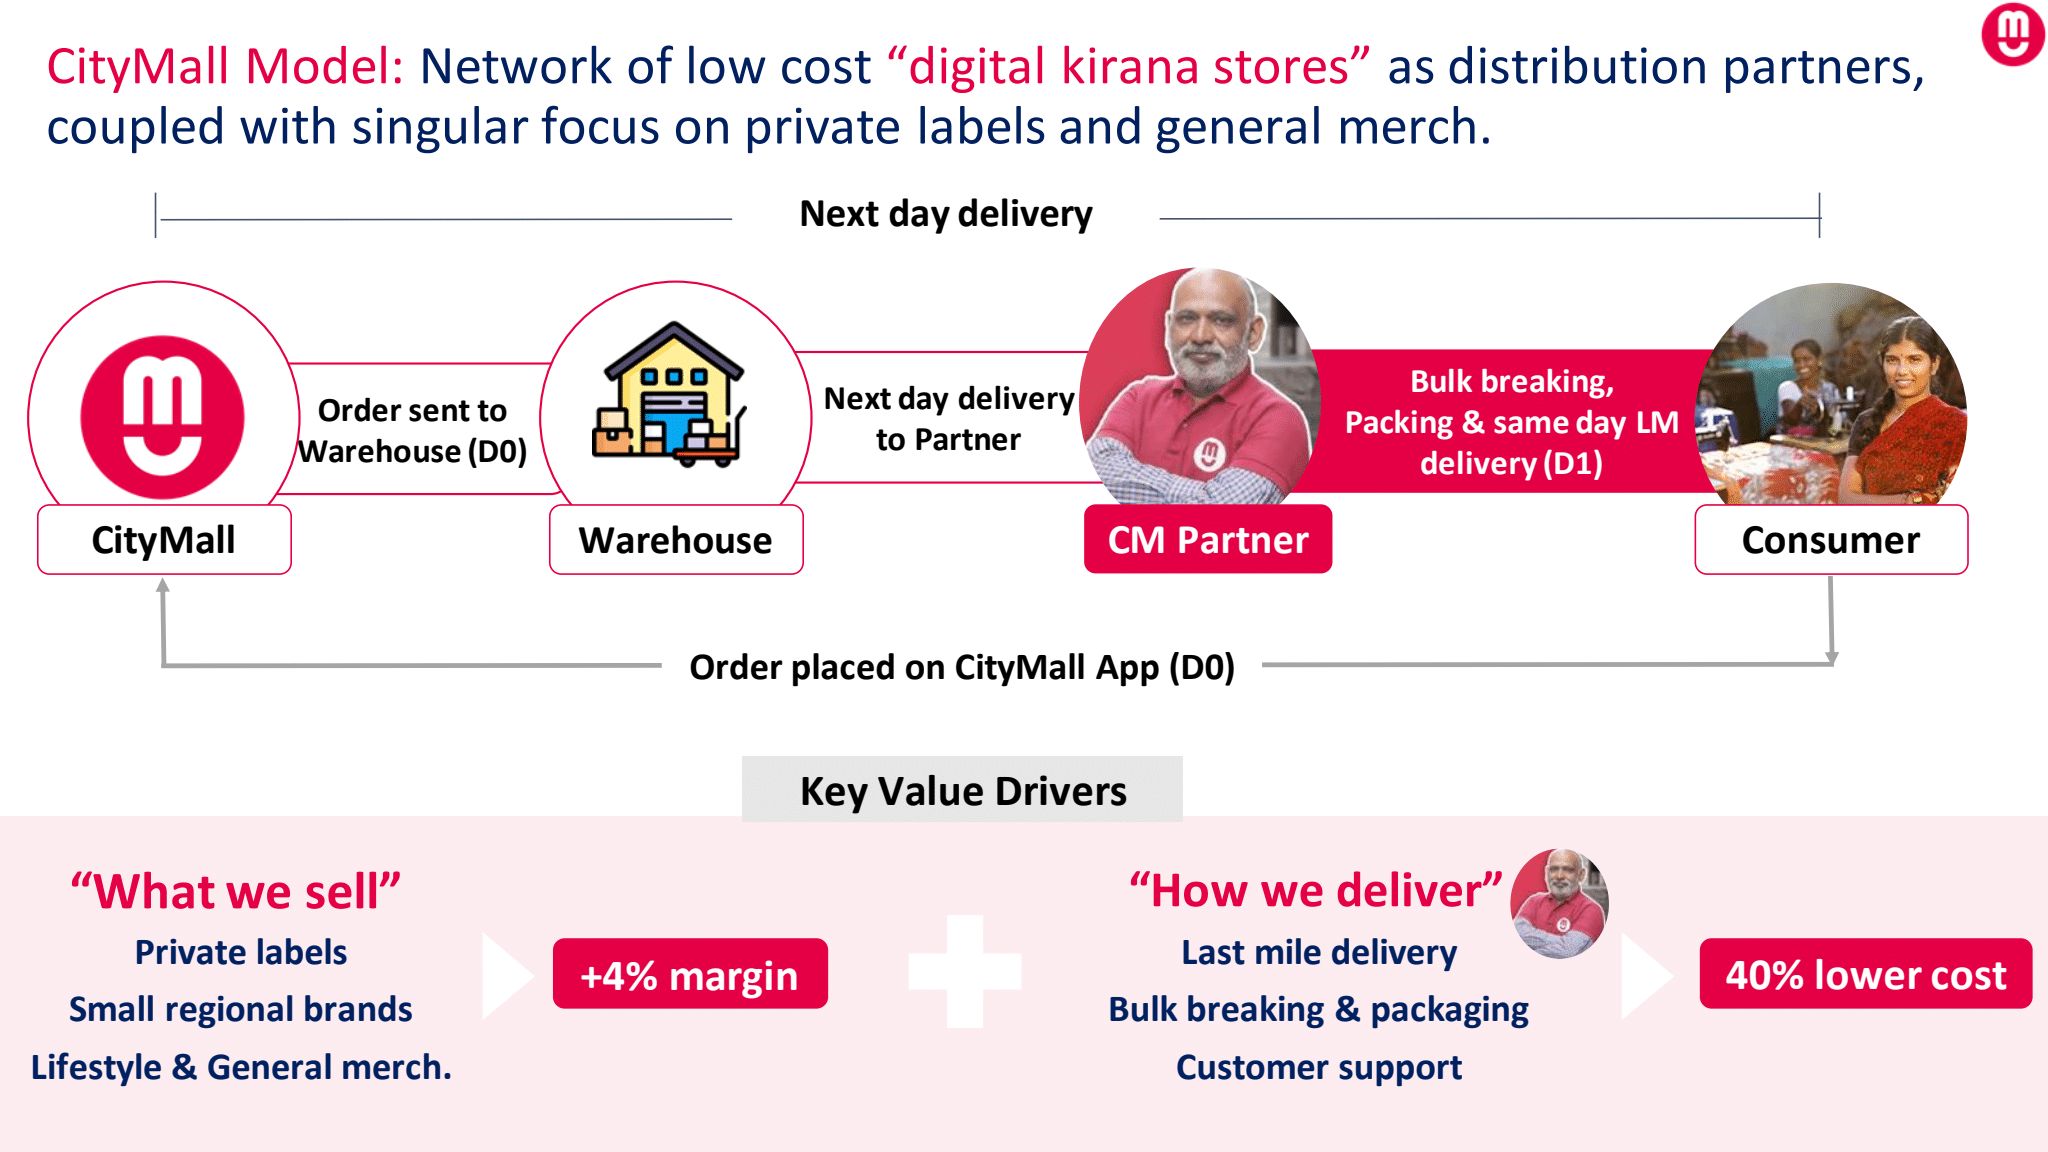 CityMall Model: Network of low cost “digital kirana stores” as distribution partners,
coupled with singular focus on private labels and general merch.
Next day delivery
Order sent to
Warehouse (D0)
Next day delivery
to Partner
Bulk breaking,
Packing & same day LM
delivery (D1)
CityMall
Warehouse
CM Partner
Consumer
Order placed on CityMall App (D0)
Key Value Drivers
“What we sell”
Private labels
Small regional brands
Lifestyle & General merch.
+4% margin
“How we deliver”
Last mile delivery
Bulk breaking & packaging
Customer support
40% lower cost